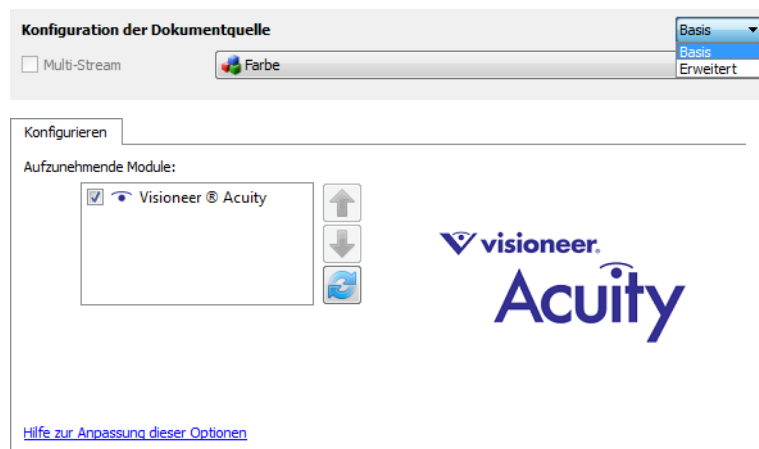 Konfiguration der Dokumentquelle
Basis
Basis
Erweitert
Multi-Stream
Farbe
Konfigurieren
Aufzunehmende Module:
Visioneer ® Acuity
visioneer.
Acuity
Hilfe zur Anpassung dieser Optionen